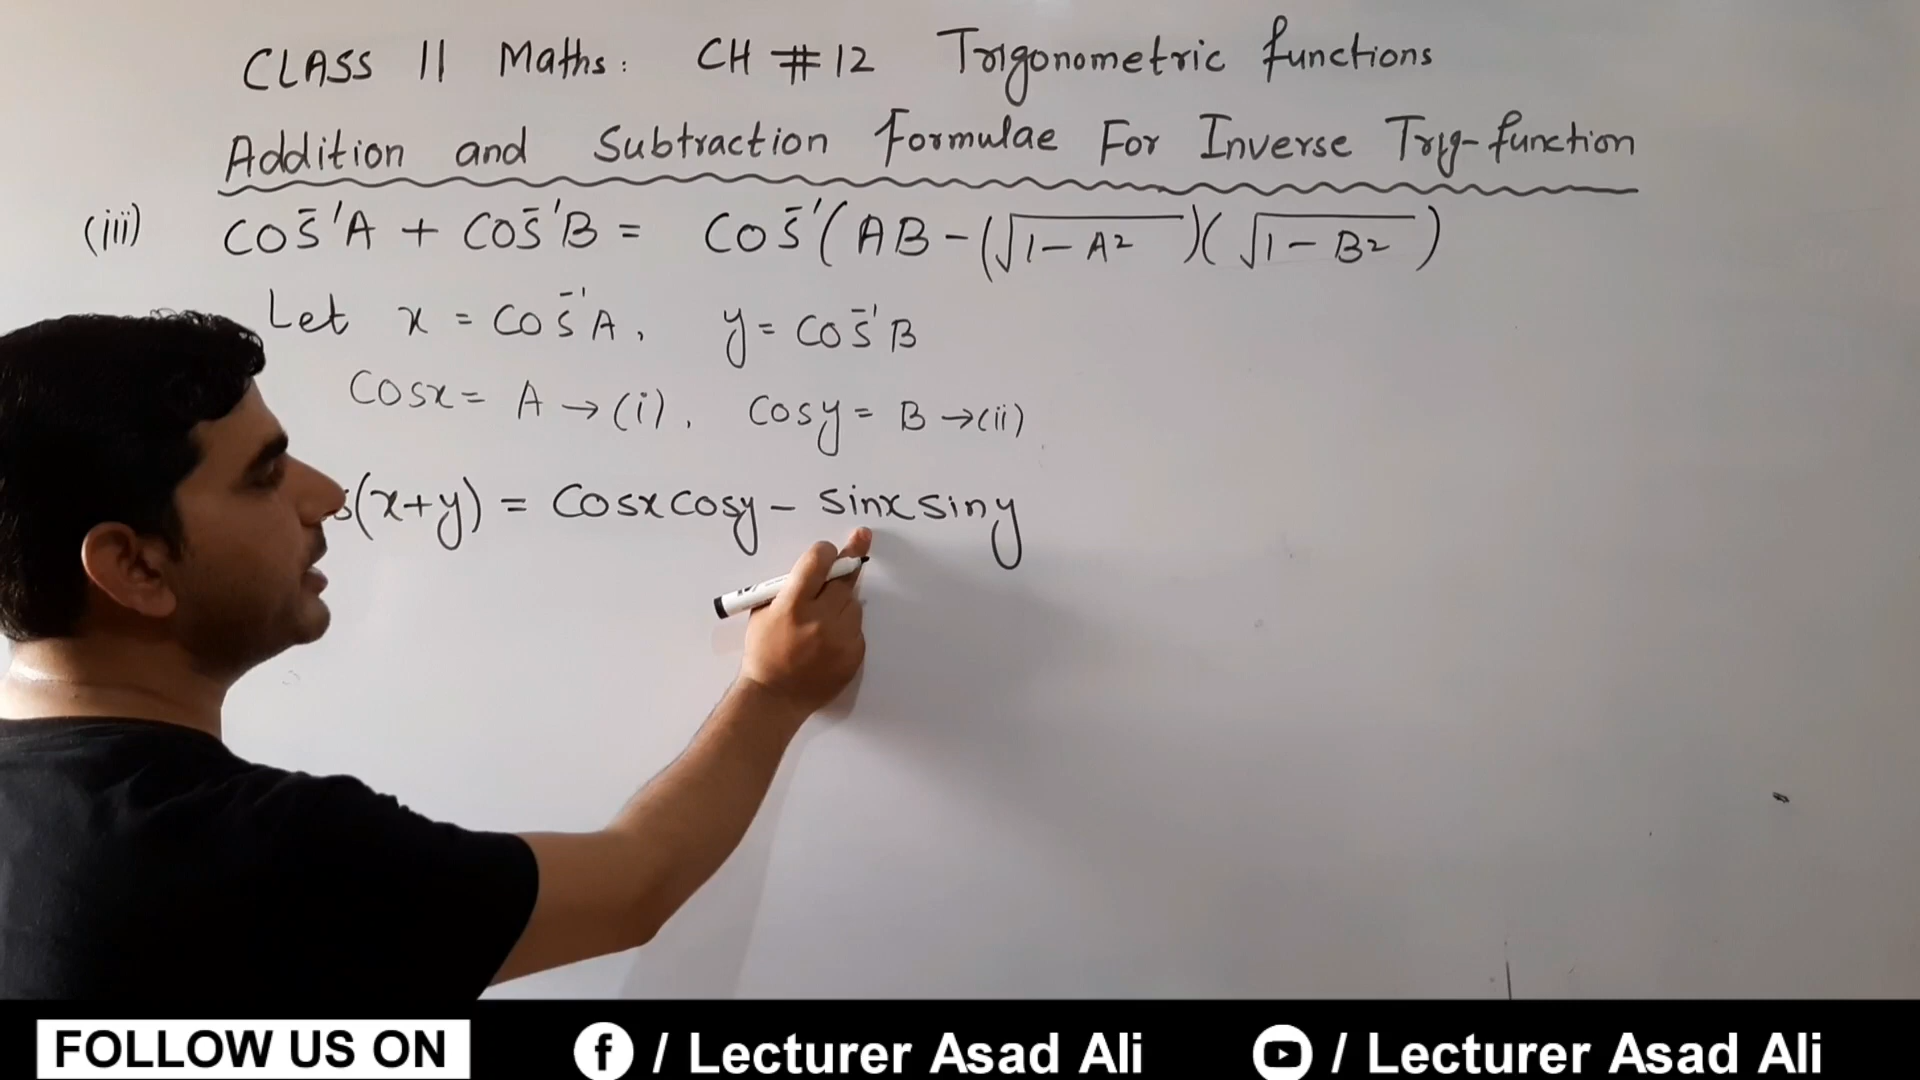 CLASS 11 Maths: CH # 12 Trigonometric functions
Addition and Subtraction Formulae For Inverse Trig-function
(iii) Cos⁻¹A + Cos⁻¹B = Cos⁻¹(AB - (√1 - A²)(√1 - B²)
Let x = Cos⁻¹A, y = Cos⁻¹B
Cosx = A → (i), Cosy = B → (ii)
(x+y) = Cosx Cosy - Sinx Siny
FOLLOW US ON f / Lecturer Asad Ali / Lecturer Asad Ali